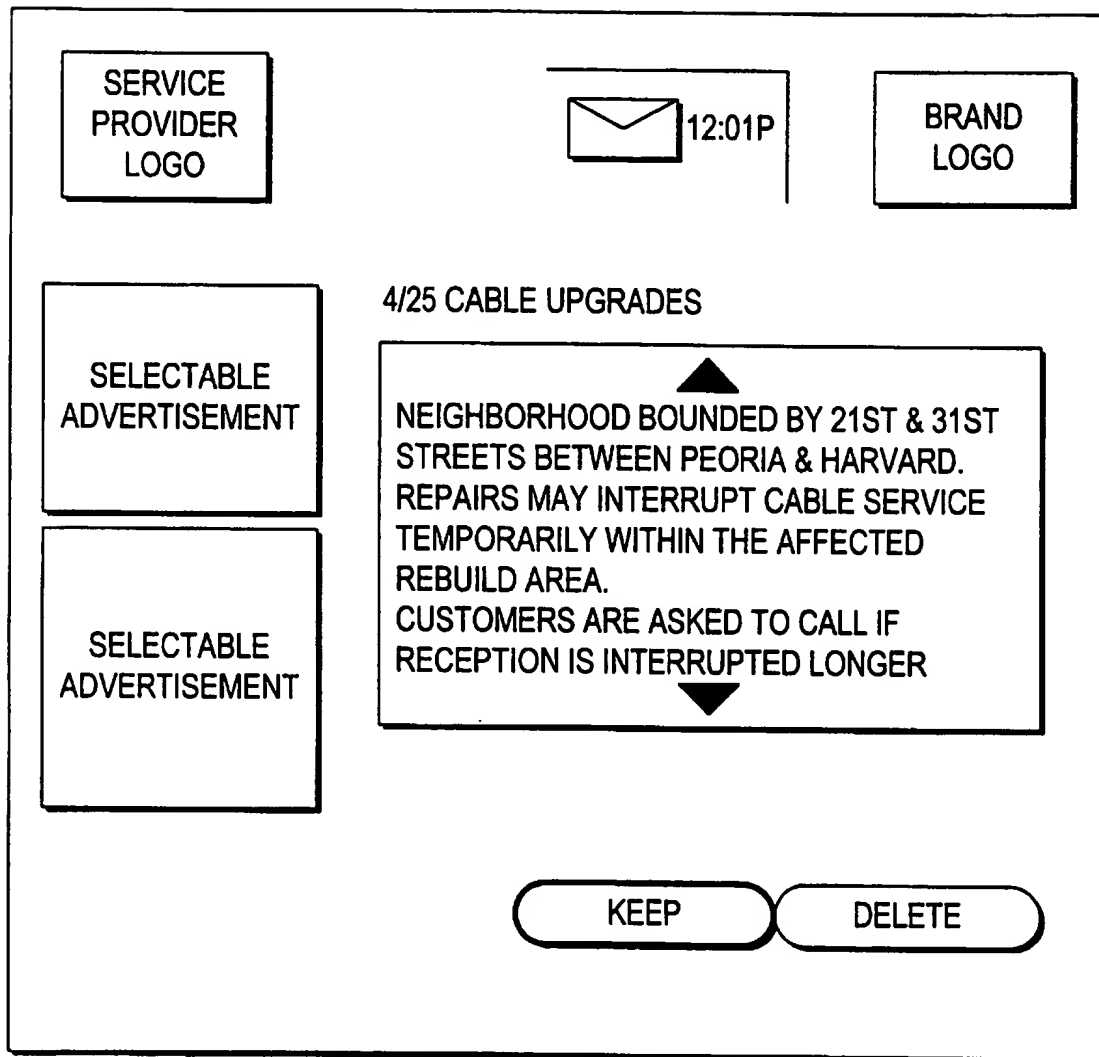 SERVICE
PROVIDER
LOGO
12:01P
BRAND
LOGO
SELECTABLE
ADVERTISEMENT
SELECTABLE
ADVERTISEMENT
4/25 CABLE UPGRADES
NEIGHBORHOOD BOUNDED BY 21ST & 31ST
STREETS BETWEEN PEORIA & HARVARD.
REPAIRS MAY INTERRUPT CABLE SERVICE
TEMPORARILY WITHIN THE AFFECTED
REBUILD AREA.
CUSTOMERS ARE ASKED TO CALL IF
RECEPTION IS INTERRUPTED LONGER
KEEP
DELETE